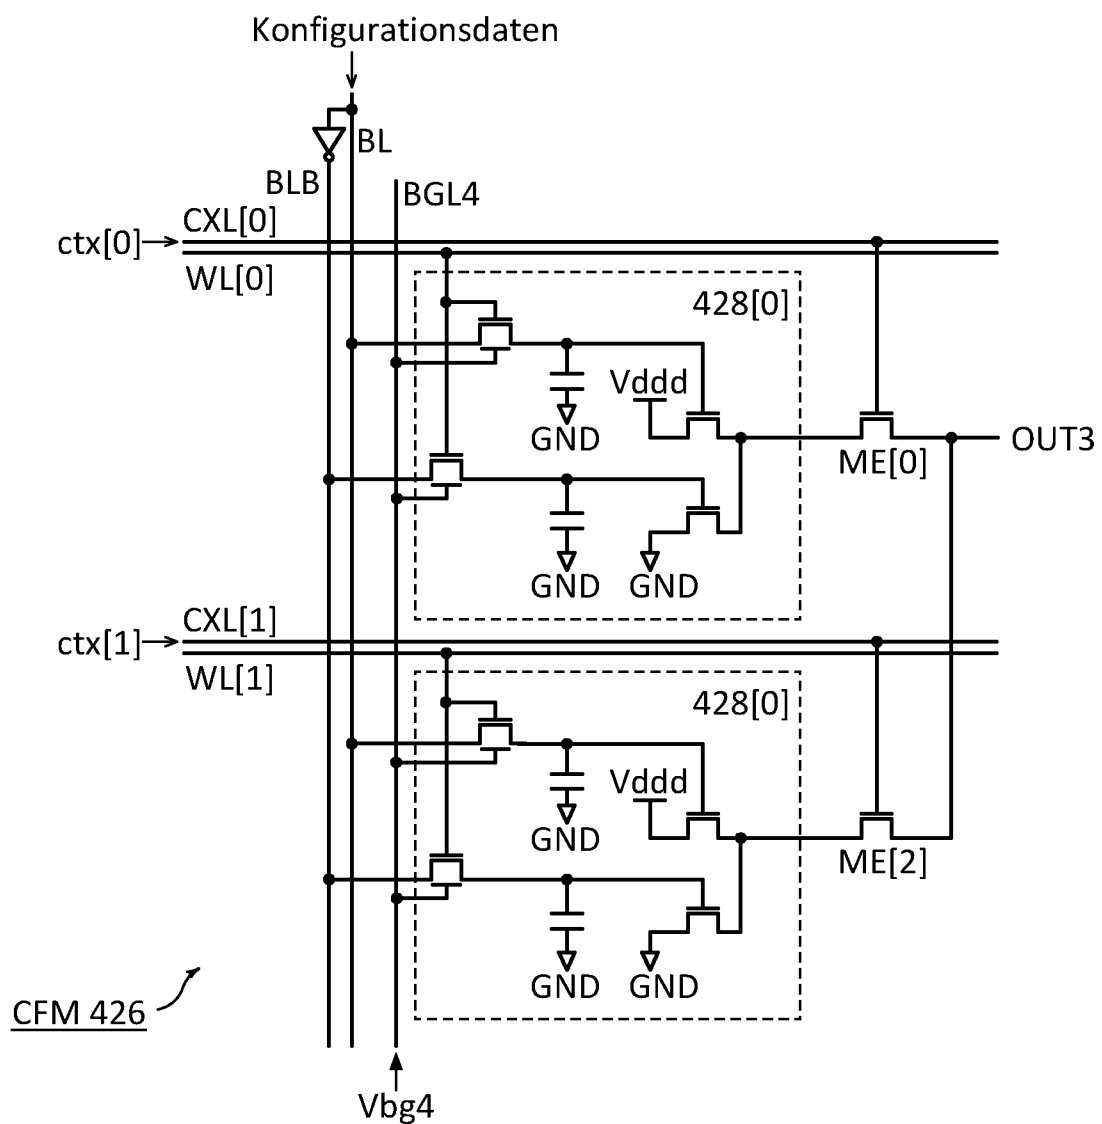 Konfigurationsdaten
BL
BLB
BGL4
CXL[0]
ctx[0]
WL[0]
428[0]
Vddd
GND
OUT3
ME[0]
GND
GND
CXL[1]
ctx[1]
WL[1]
428[0]
Vddd
GND
ME[2]
GND
GND
CFM 426
Vbg4